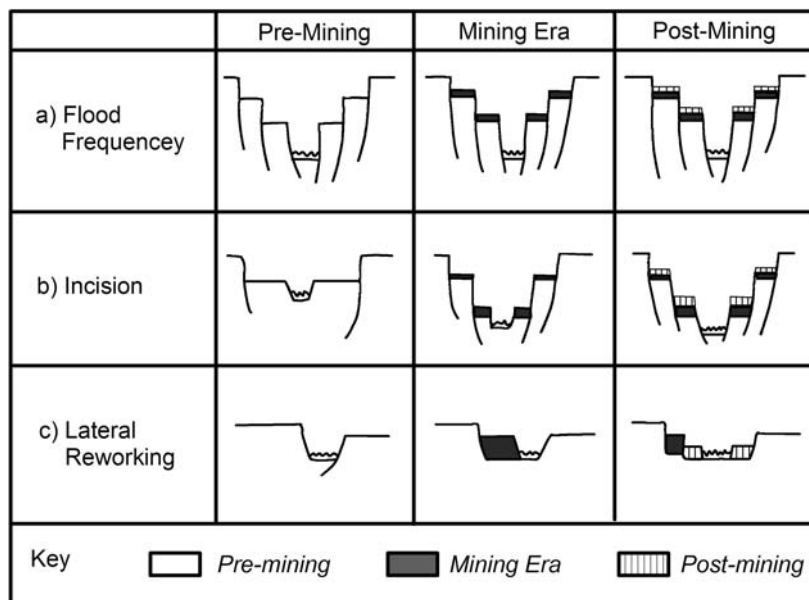 Pre-Mining Mining Era Post-Mining
a) Flood
Frequencey
b) Incision
c) Lateral
Reworking
Key Pre-mining Mining Era Post-mining